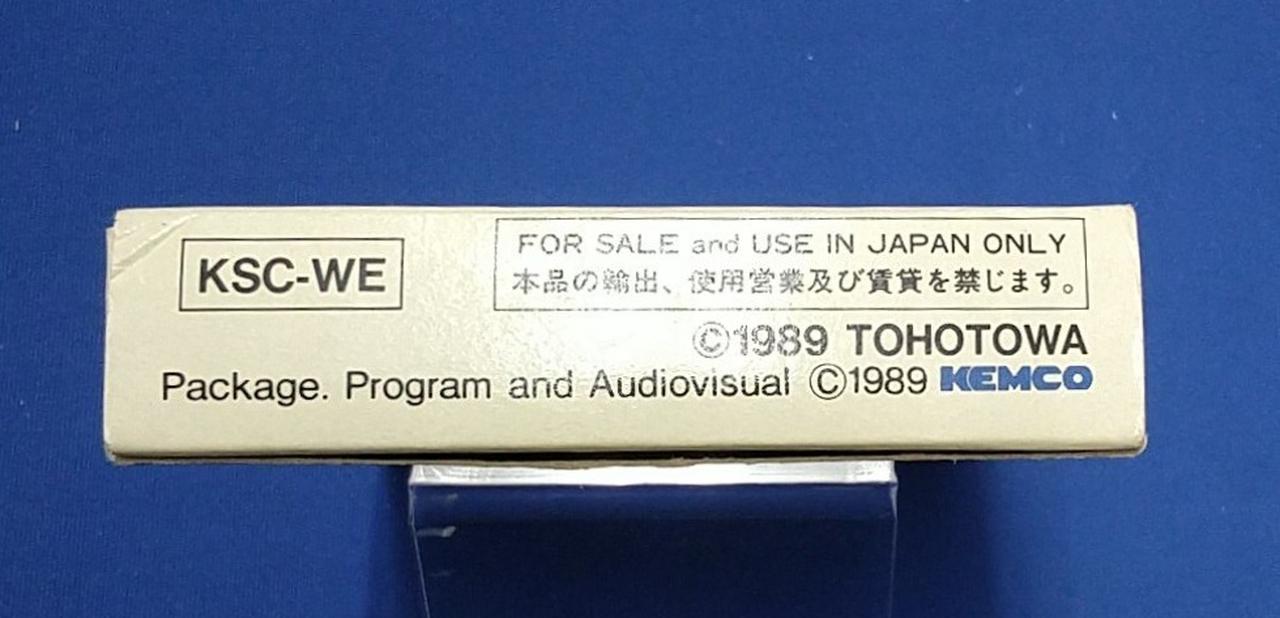 KSC-WE
FOR SALE and USE IN JAPAN ONLY
本品の輸出、使用営業及び賃貸を禁じます。
©1989 TOHOTOWA
Package. Program and Audiovisual ©1989 KEMCO